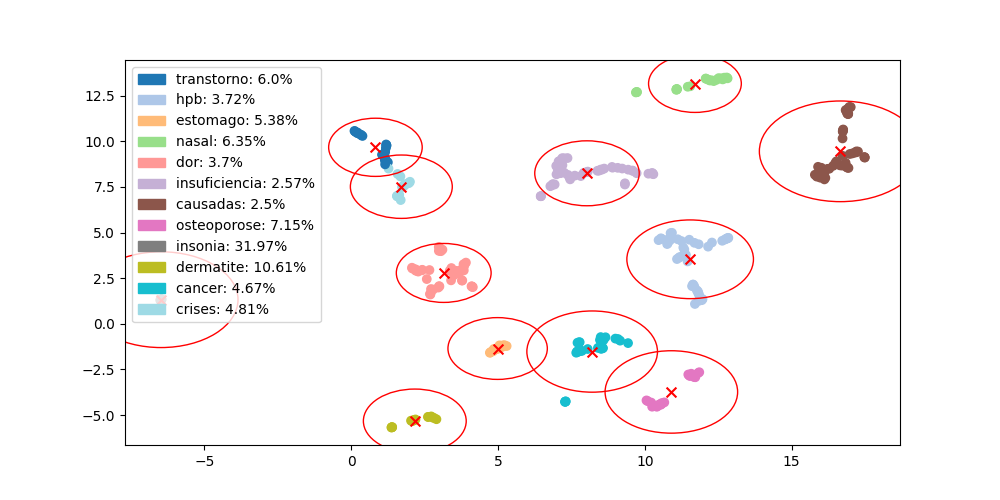 transtorno: 6.0%
hpb: 3.72%
estomago: 5.38%
nasal: 6.35%
dor: 3.7%
insuficiencia: 2.57%
causadas: 2.5%
osteoporose: 7.15%
insonia: 31.97%
dermatite: 10.61%
cancer: 4.67%
crises: 4.81%
12.5
10.0
7.5
5.0
2.5
0.0
−2.5
−5.0
−5 0 5 10 15